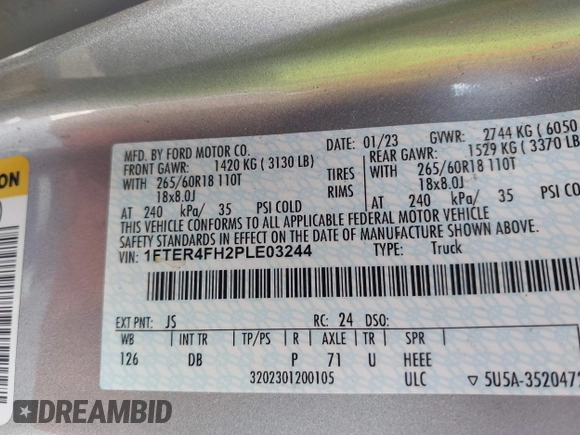 MFD. BY FORD MOTOR CO.
DATE: 01/23 GVWR: 2744 KG ( 6050
FRONT GAWR: 1420 KG ( 3130 LB)
REAR GAWR: 1529 KG ( 3370 LB)
WITH 265/60R18 110T TIRES WITH 265/60R18 110T
18x8.0J RIMS 18x8.0J
AT 240 kPa/ 35 PSI COLD AT 240 kPa/ 35 PSI COLD
THIS VEHICLE CONFORMS TO ALL APPLICABLE FEDERAL MOTOR VEHICLE
SAFETY STANDARDS IN EFFECT ON THE DATE OF MANUFACTURE SHOWN ABOVE.
VIN: 1FTER4FH2PLE03244 TYPE: Truck
EXT PNT: JS RC: 24 DSO:
WB INT TR TP/PS R AXLE TR SPR
126 DB P 71 U HEEE
3202301200105 ULC ▽ 5U5A-3520472
ON
DREAMBID